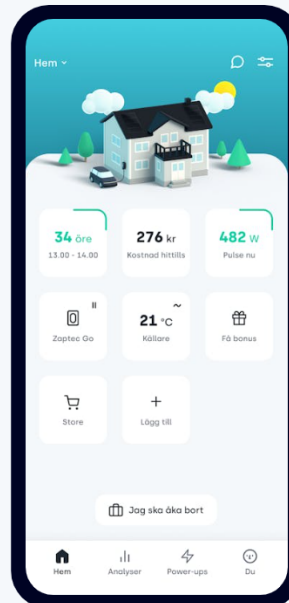 Hem
34 öre
13.00 - 14.00
276 kr
Kostnad hittills
482 W
Pulse nu
Zaptec Go
21 °C
Källare
Få bonus
Store
Lägg till
Jag ska åka bort
Hem
Analyser
Power-ups
Du